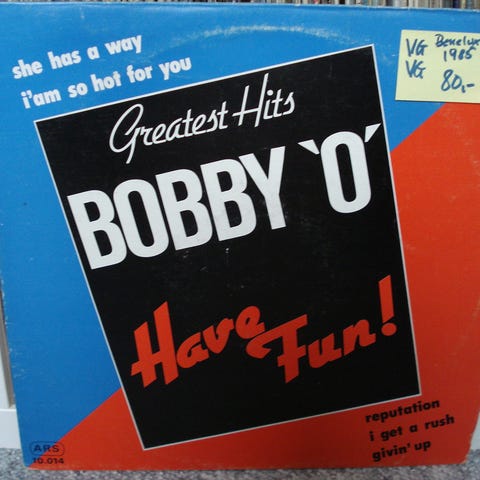 she has a way
i'am so hot for you
VG Benelux
1985
VG 80,-
Greatest Hits
BOBBY 'O'
Have Fun!
reputation
i get a rush
givin' up
ARS
10.014